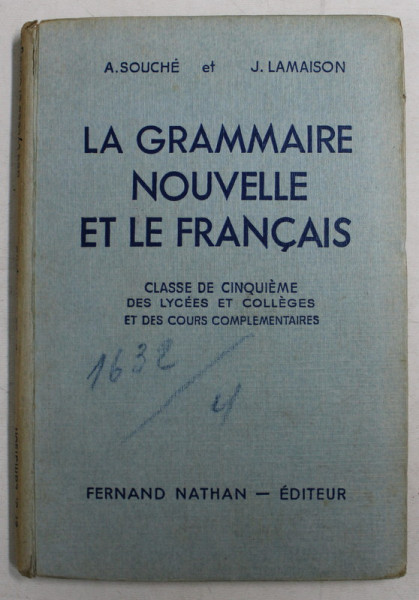 A. SOUCHÉ et J. LAMAISON
LA GRAMMAIRE
NOUVELLE
ET LE FRANÇAIS
CLASSE DE CINQUIÈME
DES LYCÉES ET COLLÈGES
ET DES COURS COMPLEMENTAIRES
1632
/
4
FERNAND NATHAN — ÉDITEUR